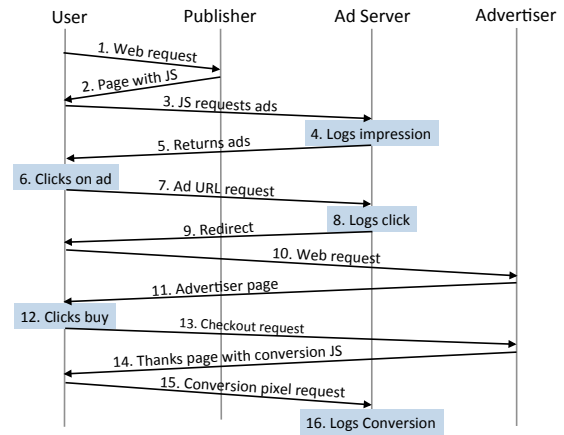 User Publisher Ad Server Advertiser
1. Web request
2. Page with JS
3. JS requests ads
4. Logs impression
5. Returns ads
6. Clicks on ad
7. Ad URL request
8. Logs click
9. Redirect
10. Web request
11. Advertiser page
12. Clicks buy
13. Checkout request
14. Thanks page with conversion JS
15. Conversion pixel request
16. Logs Conversion